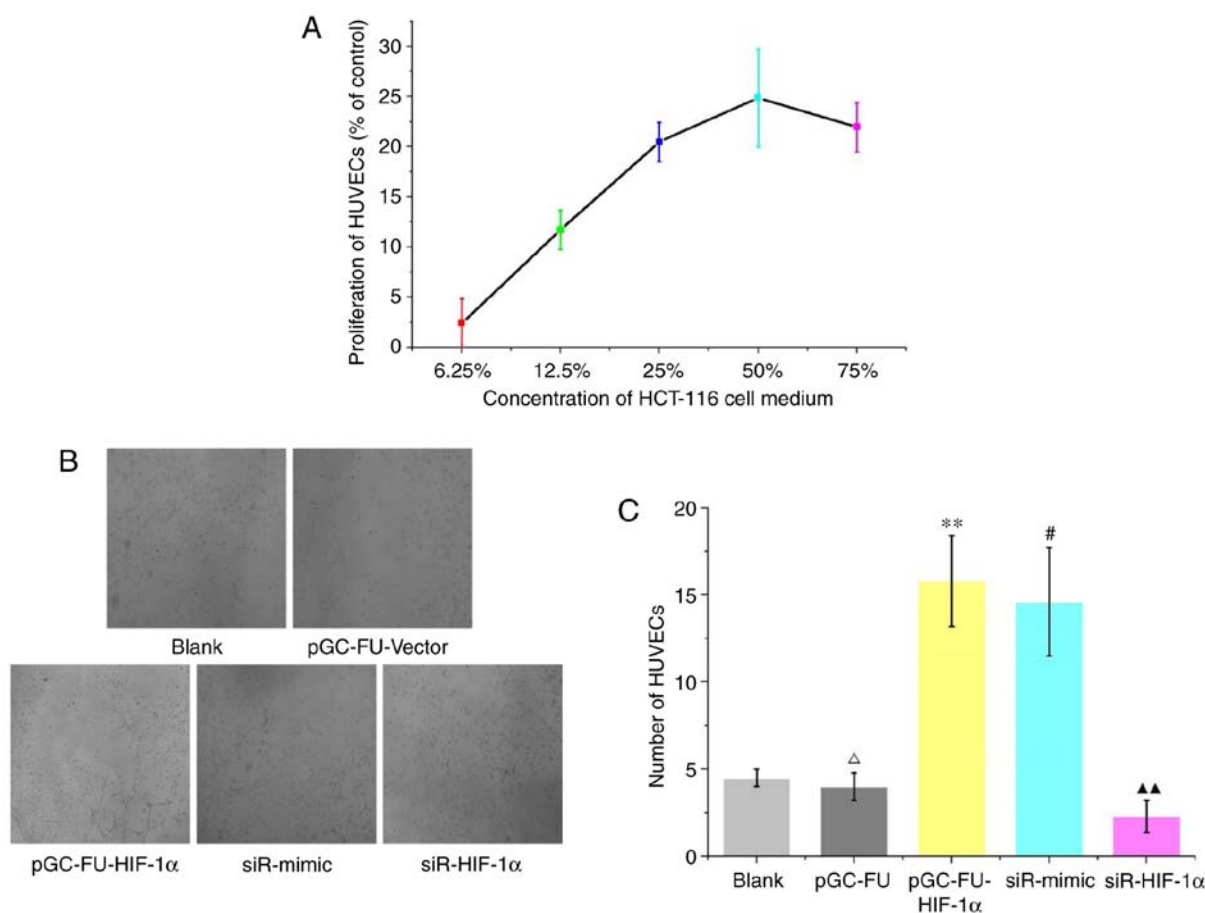 A
Proliferation of HUVECs (% of control)
30
25
20
15
10
5
0
6.25% 12.5% 25% 50% 75%
Concentration of HCT-116 cell medium
B
Blank pGC-FU-Vector
pGC-FU-HIF-1α siR-mimic siR-HIF-1α
C
Number of HUVECs
20
15
10
5
0
**
#
△
▲▲
Blank pGC-FU pGC-FU- siR-mimic siR-HIF-1α
HIF-1α